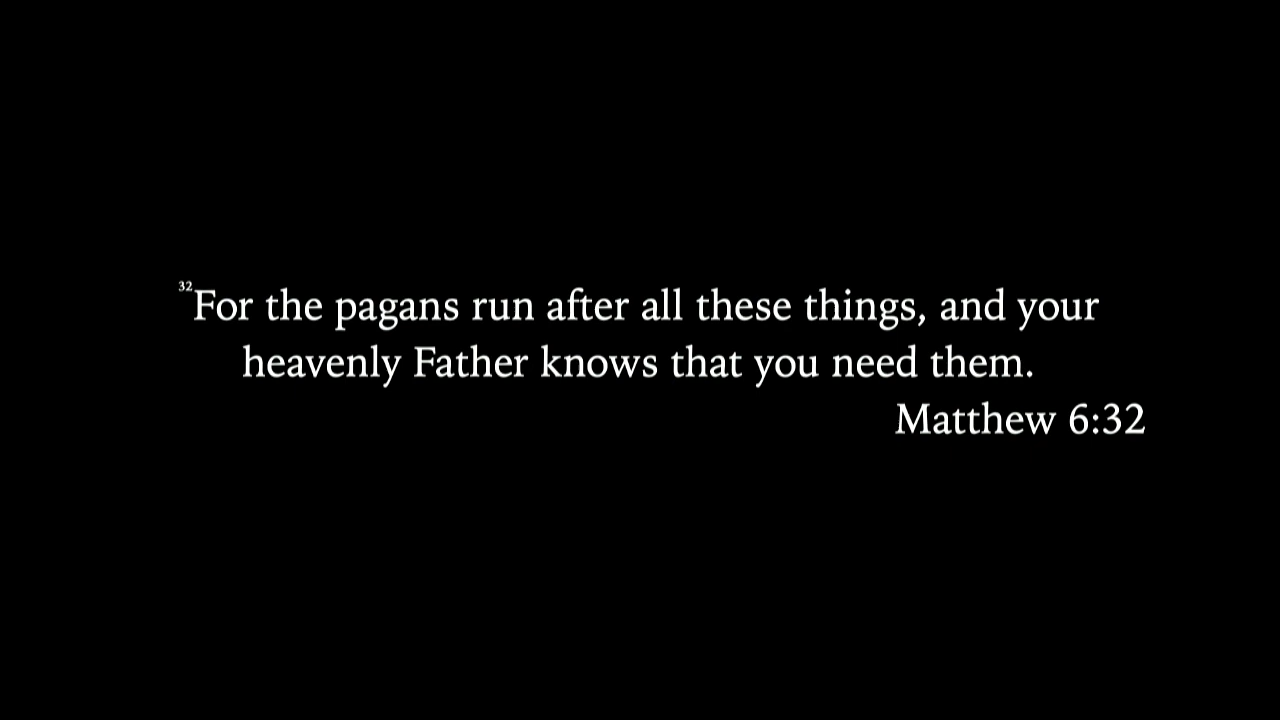 32For the pagans run after all these things, and your
heavenly Father knows that you need them.
Matthew 6:32